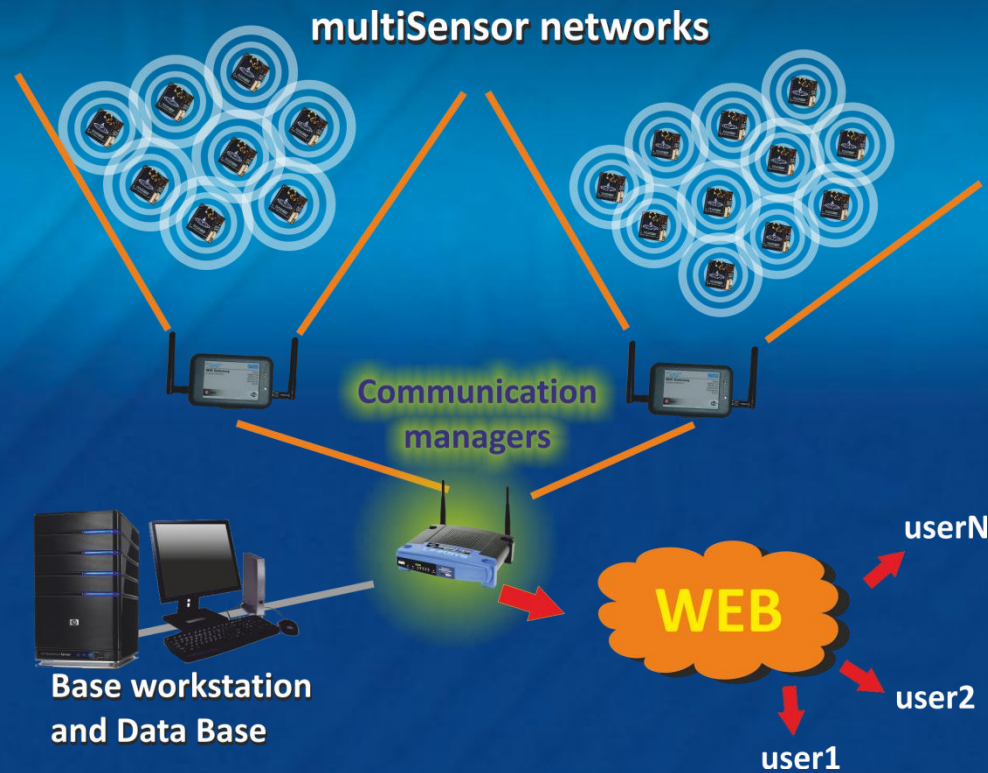 multiSensor networks
Communication
managers
WEB
userN
user2
user1
Base workstation
and Data Base